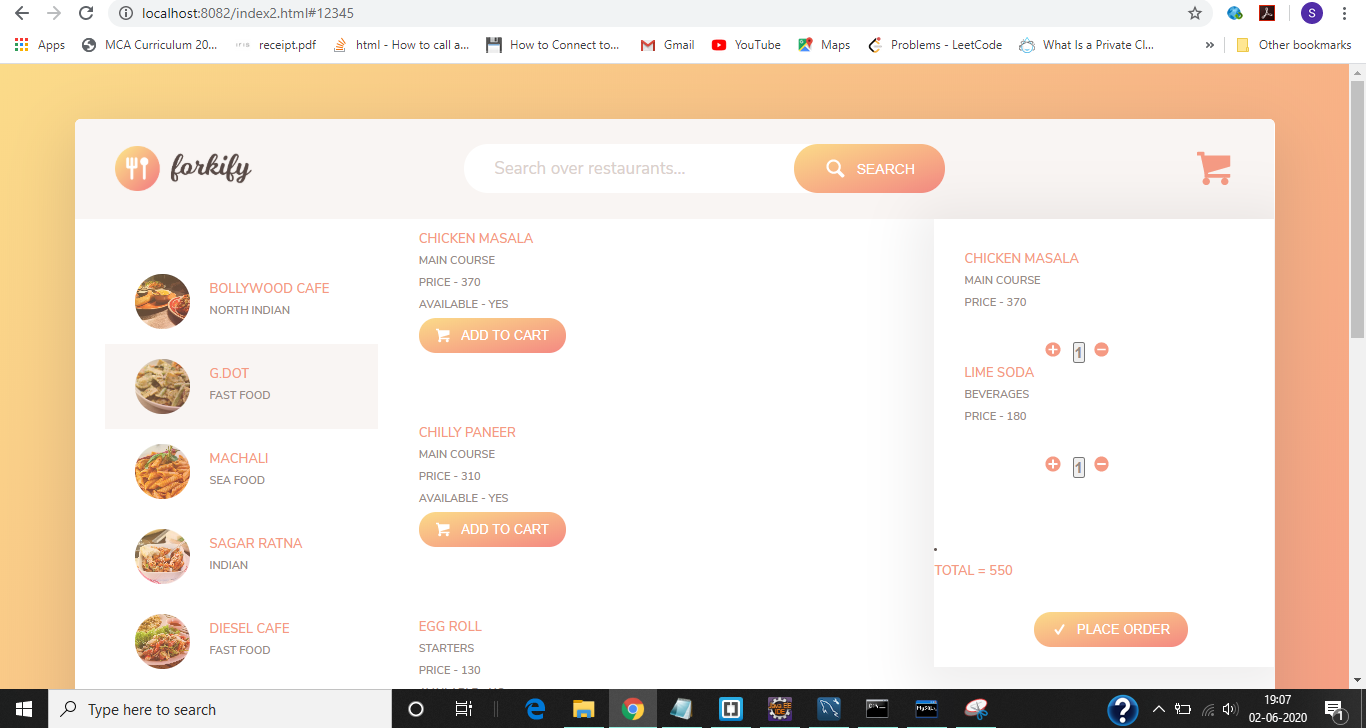 localhost:8082/index2.html#12345
S
Apps
MCA Curriculum 20...
receipt.pdf
html - How to call a...
How to Connect to...
Gmail
YouTube
Maps
Problems - LeetCode
What Is a Private Cl...
»
Other bookmarks
forkify
Search over restaurants...
SEARCH
BOLLYWOOD CAFE
NORTH INDIAN
G.DOT
FAST FOOD
MACHALI
SEA FOOD
SAGAR RATNA
INDIAN
DIESEL CAFE
FAST FOOD
CHICKEN MASALA
MAIN COURSE
PRICE - 370
AVAILABLE - YES
ADD TO CART
CHILLY PANEER
MAIN COURSE
PRICE - 310
AVAILABLE - YES
ADD TO CART
EGG ROLL
STARTERS
PRICE - 130
CHICKEN MASALA
MAIN COURSE
PRICE - 370
1
LIME SODA
BEVERAGES
PRICE - 180
1
TOTAL = 550
PLACE ORDER
Type here to search
19:07
02-06-2020
1